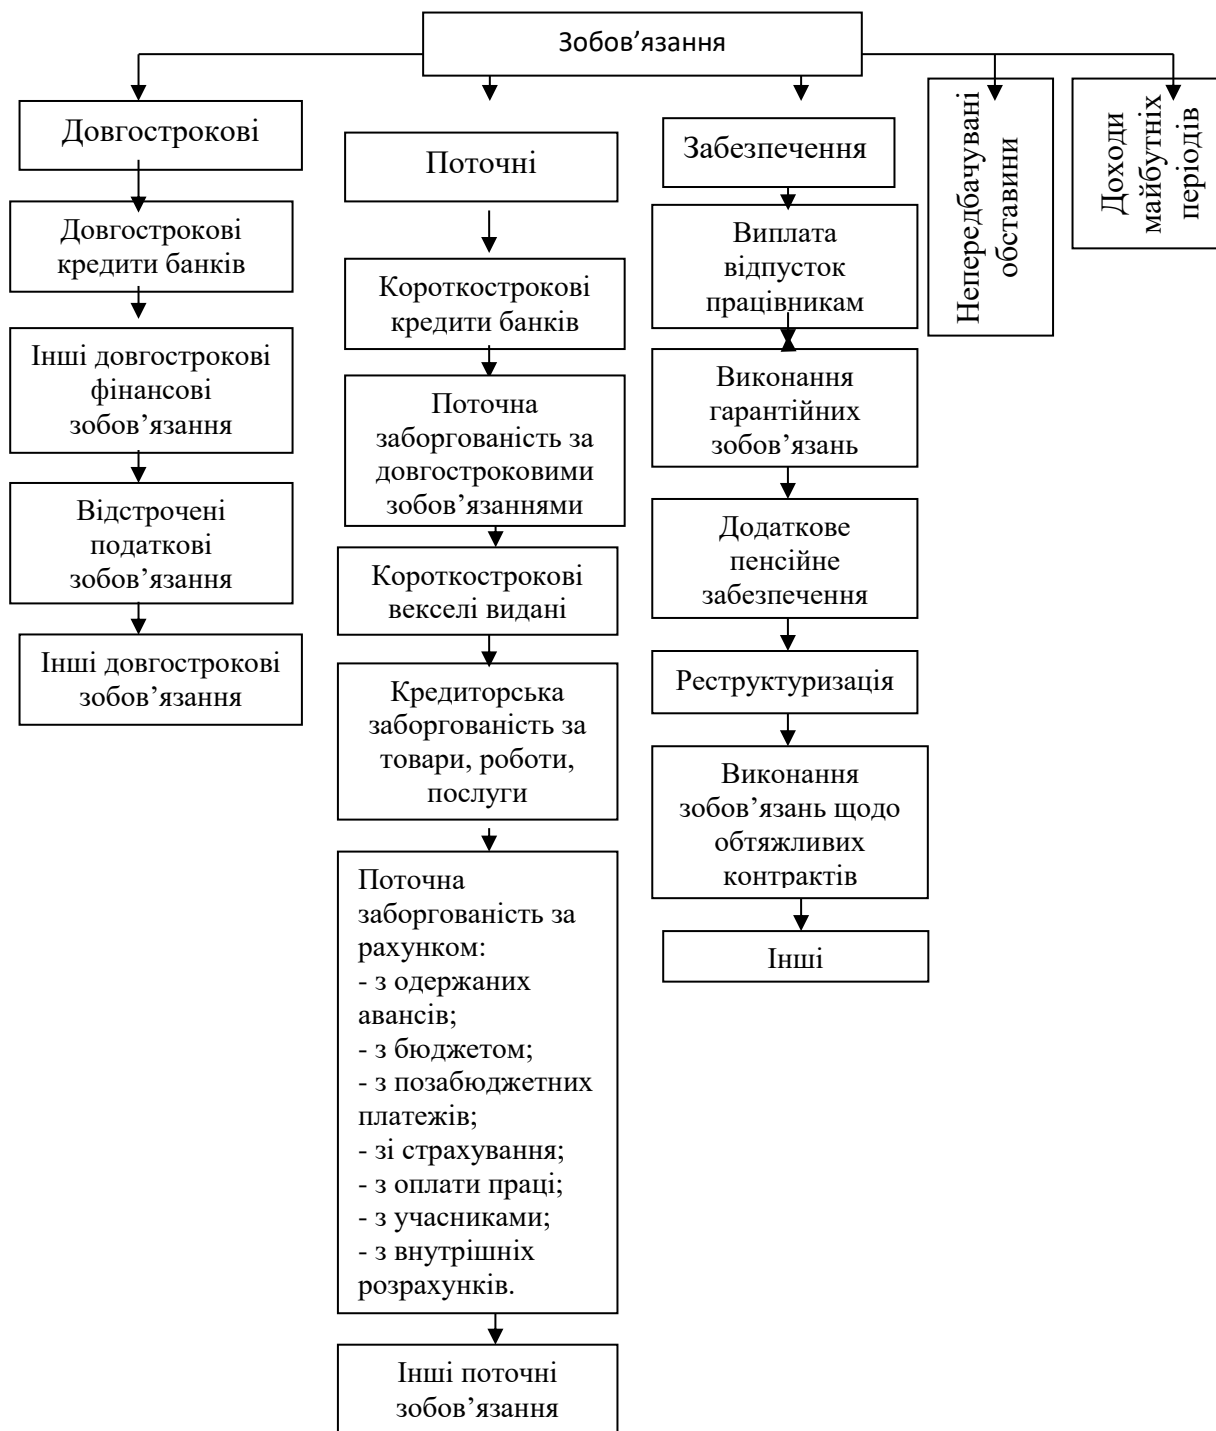 Зобов’язання
Довгострокові
Довгострокові
кредити банків
Інші довгострокові
фінансові
зобов’язання
Відстрочені
податкові
зобов’язання
Інші довгострокові
зобов’язання
Поточні
Короткострокові
кредити банків
Поточна
заборгованість за
довгостроковими
зобов’язаннями
Короткострокові
векселі видані
Кредиторська
заборгованість за
товари, роботи,
послуги
Поточна
заборгованість за
рахунком:
- з одержаних
авансів;
- з бюджетом;
- з позабюджетних
платежів;
- зі страхування;
- з оплати праці;
- з учасниками;
- з внутрішніх
розрахунків.
Інші поточні
зобов’язання
Забезпечення
Виплата
відпусток
працівникам
Виконання
гарантійних
зобов’язань
Додаткове
пенсійне
забезпечення
Реструктуризація
Виконання
зобов’язань щодо
обтяжливих
контрактів
Інші
Непередбачувані
обставини
Доходи
майбутніх
періодів